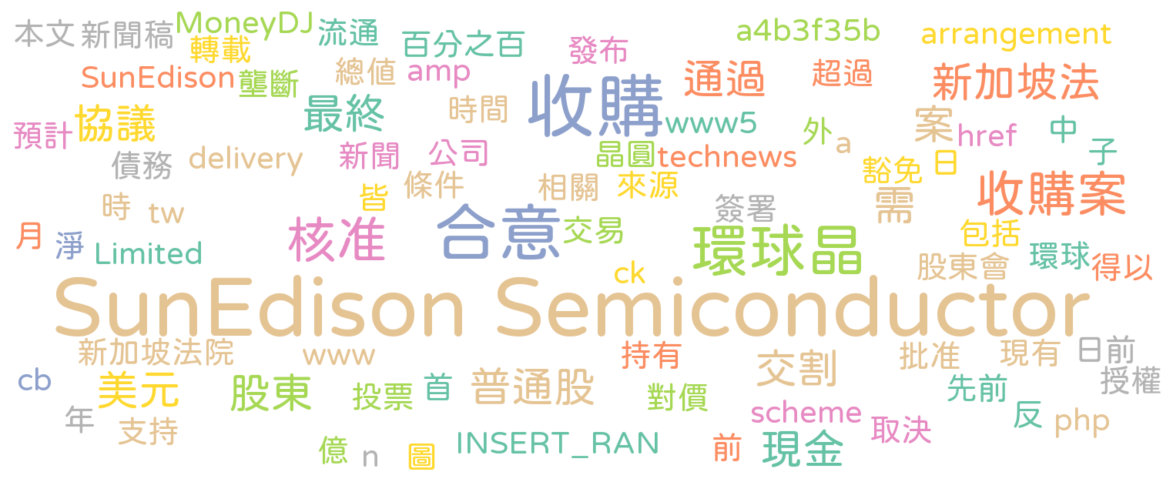 本文 新聞稿 MoneyDJ 流通 百分之百 發布 a4b3f35b arrangement
轉載 SunEdison 壟斷 總值 amp 收購 通過 超過 新加坡法
預計 協議 最終 時間 www5 外 a 案 href 中 子
債務 delivery 新聞 公司 晶圓 technews 豁免 日
時 tw 皆 條件 相關 來源 簽署 需 收購案
月 淨 Limited 核准 合意 交易 環球晶 包括 股東會 環球 得以
ck
SunEdison Semiconductor
新加坡法院 www 持有 交割 批准 現有 日前
cb 美元 股東 投票 首 普通股 對價 先前 授權
年 支持 scheme 取決 反 php
億 n 圖 INSERT_RAN 前 現金